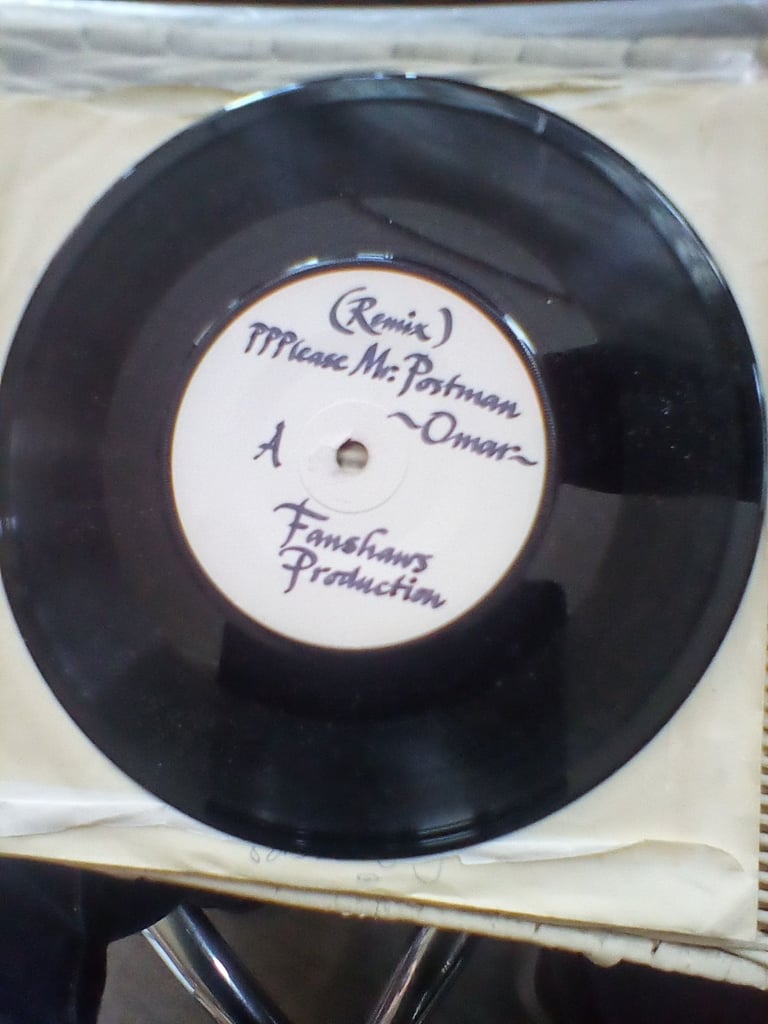 (Remix)
PPPlease Mr. Postman
~Omar~
A
Fanshaws
Production